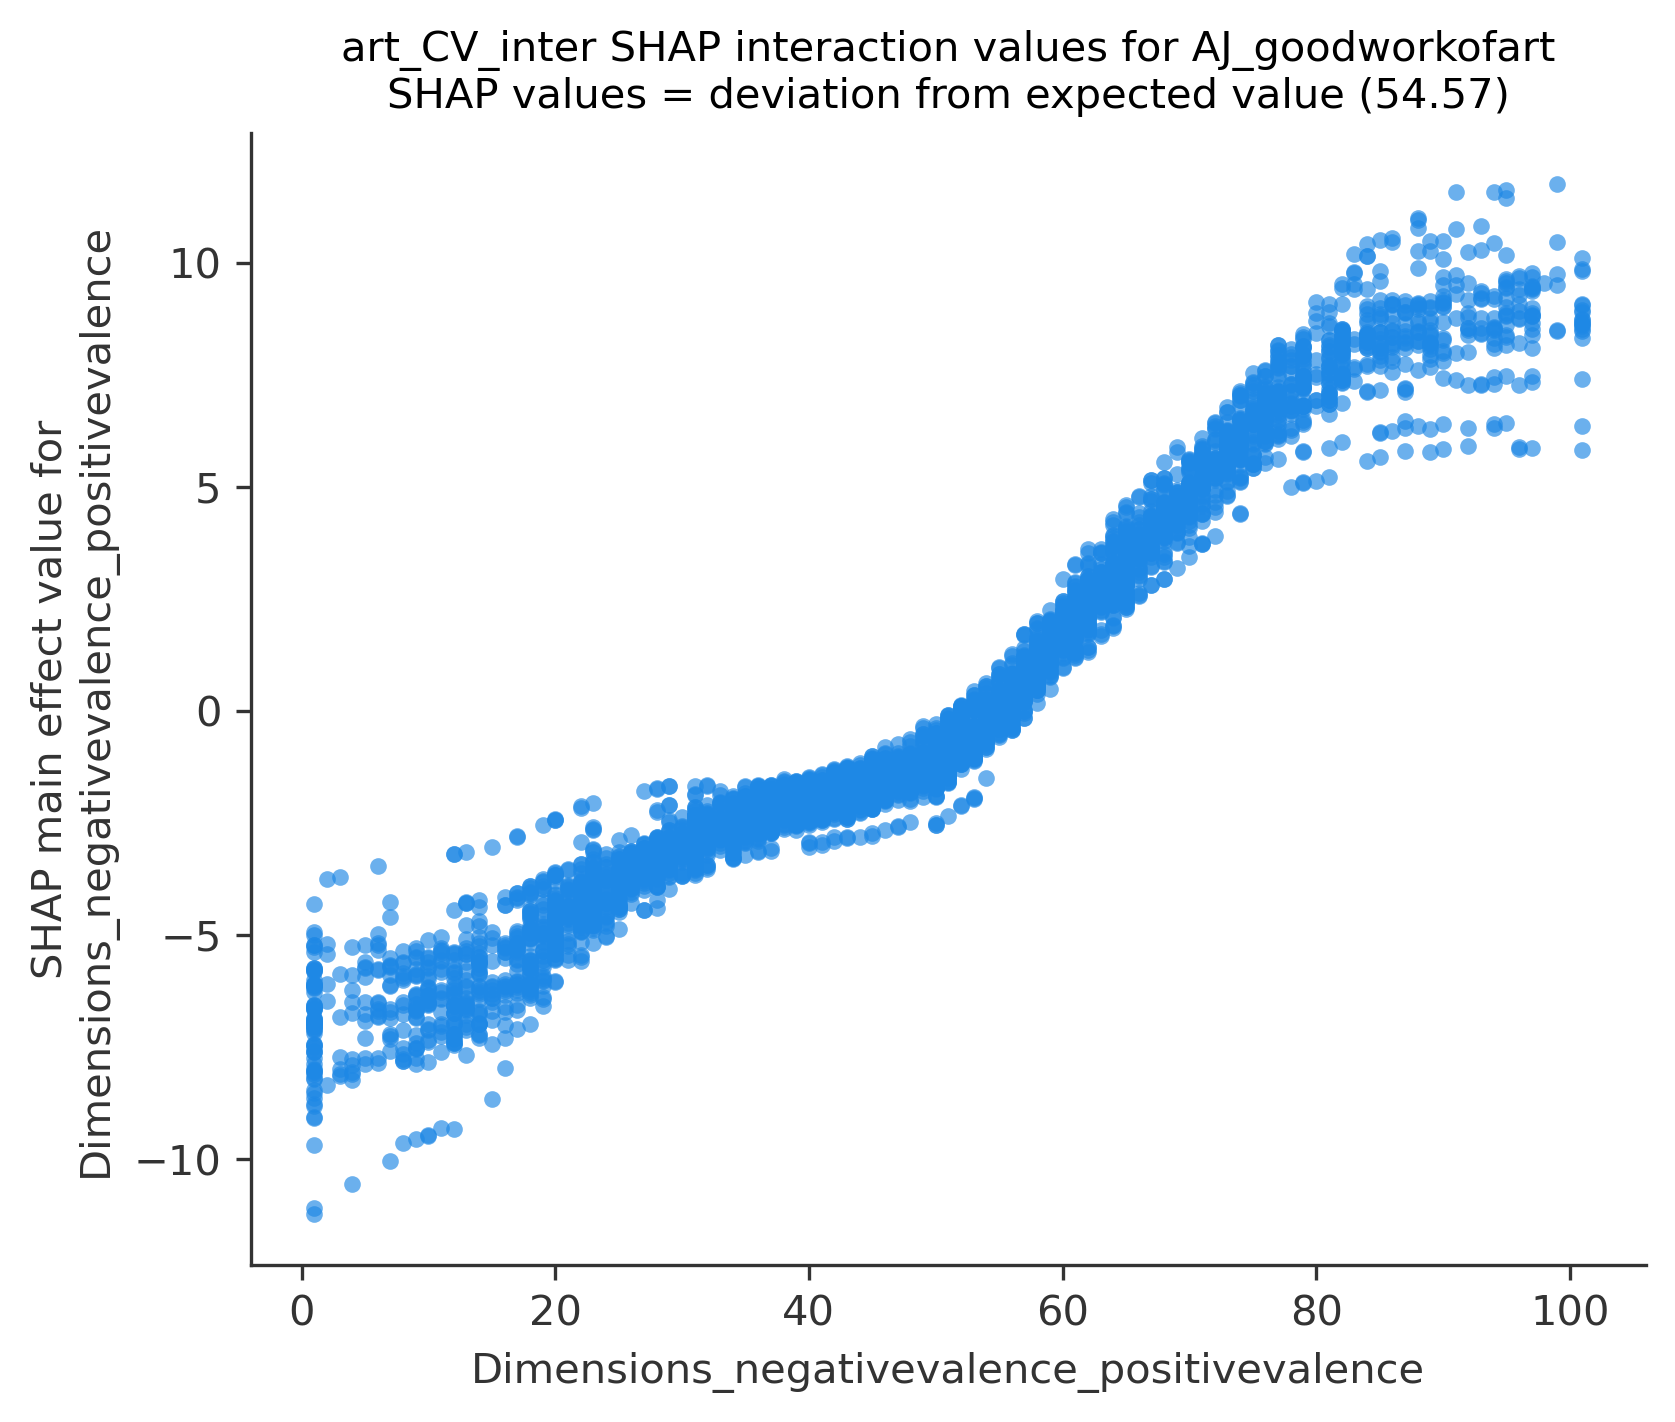 art_CV_inter SHAP interaction values for AJ_goodworkofart
SHAP values = deviation from expected value (54.57)
SHAP main effect value for
Dimensions_negativevalence_positivevalence
10
5
0
−5
−10
0
20
40
60
80
100
Dimensions_negativevalence_positivevalence